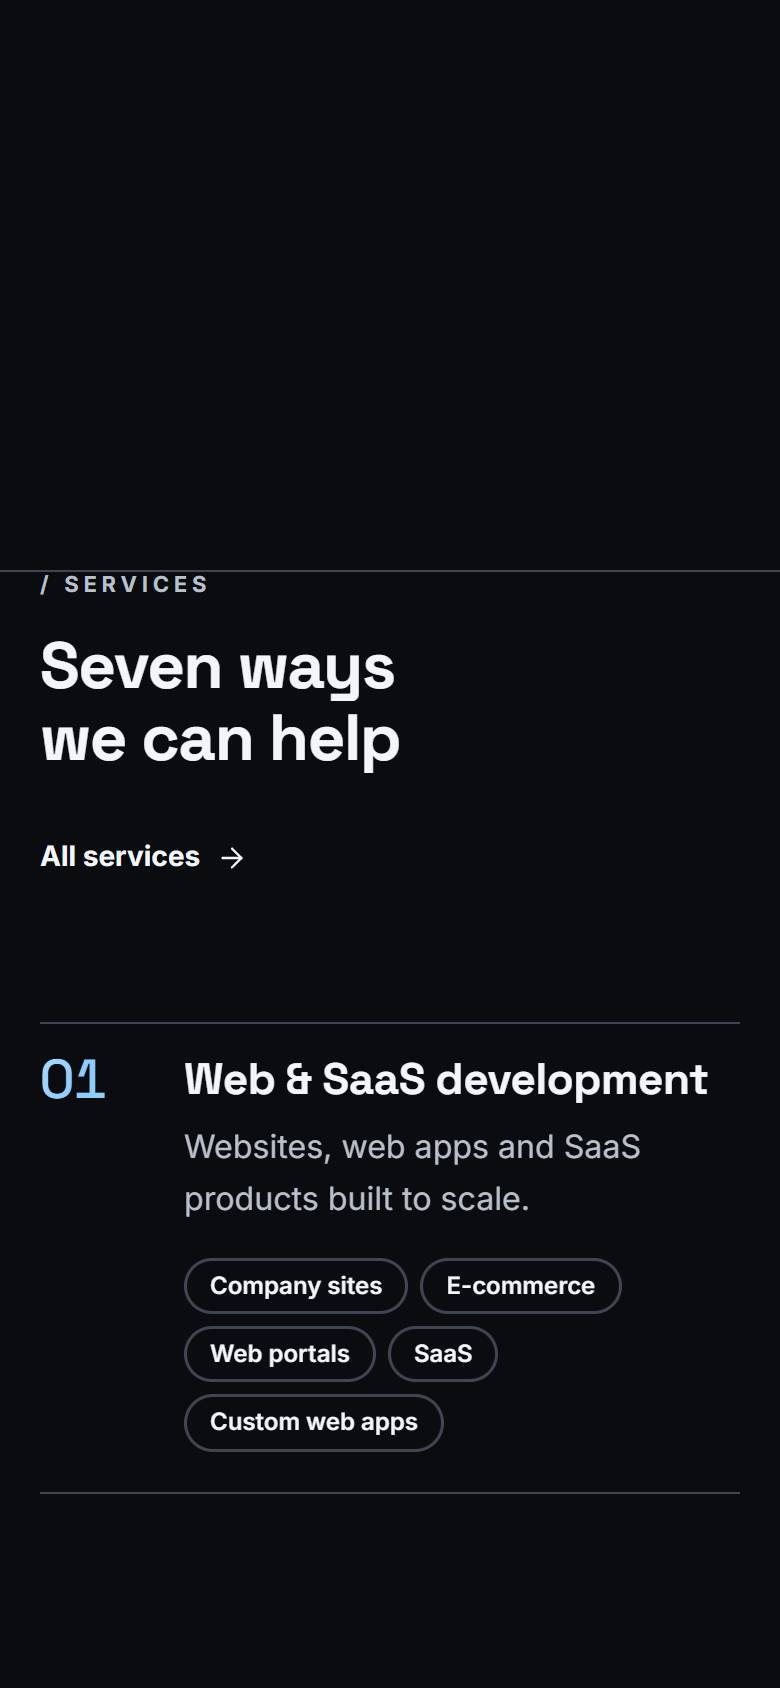 / SERVICES
Seven ways
we can help
All services →
01
Web & SaaS development
Websites, web apps and SaaS
products built to scale.
Company sites
E-commerce
Web portals
SaaS
Custom web apps